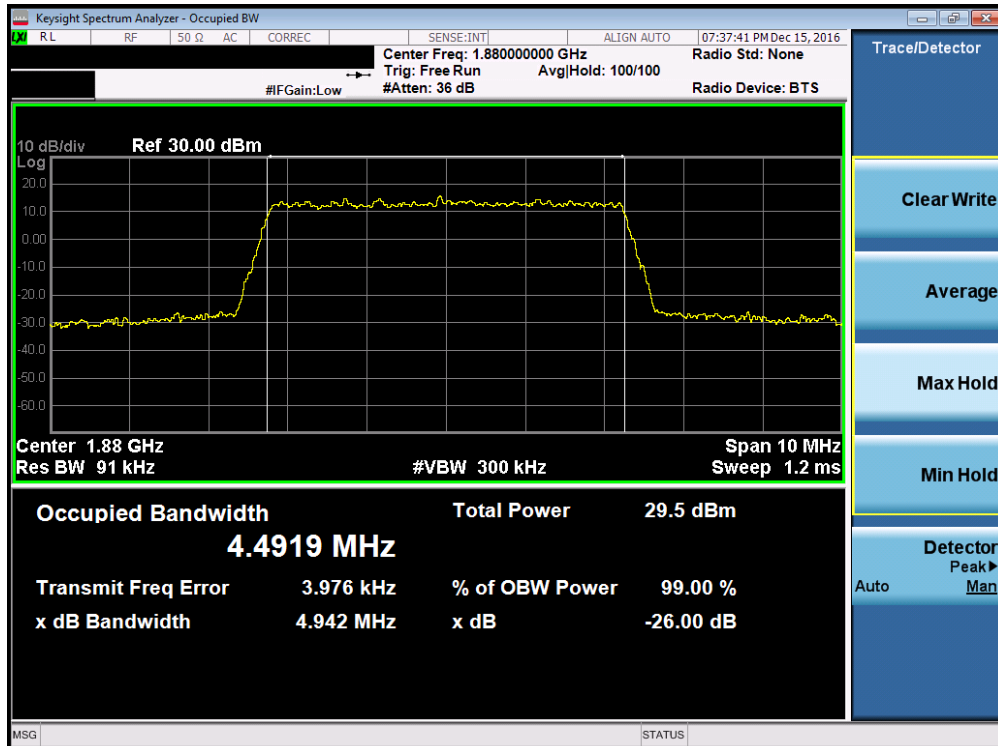 Keysight Spectrum Analyzer - Occupied BW
LXI RL RF 50 Ω AC CORREC SENSE:INT ALIGN AUTO 07:37:41 PM Dec 15, 2016
Center Freq: 1.880000000 GHz Radio Std: None
Trig: Free Run Avg|Hold: 100/100
#IFGain:Low #Atten: 36 dB Radio Device: BTS
10 dB/div Ref 30.00 dBm
Log
20.0
10.0
0.00
-10.0
-20.0
-30.0
-40.0
-50.0
-60.0
Center 1.88 GHz Span 10 MHz
Res BW 91 kHz #VBW 300 kHz Sweep 1.2 ms
Occupied Bandwidth Total Power 29.5 dBm
4.4919 MHz
Transmit Freq Error 3.976 kHz % of OBW Power 99.00 %
x dB Bandwidth 4.942 MHz x dB -26.00 dB
MSG STATUS
Trace/Detector
Clear Write
Average
Max Hold
Min Hold
Detector
Peak▶
Auto Man